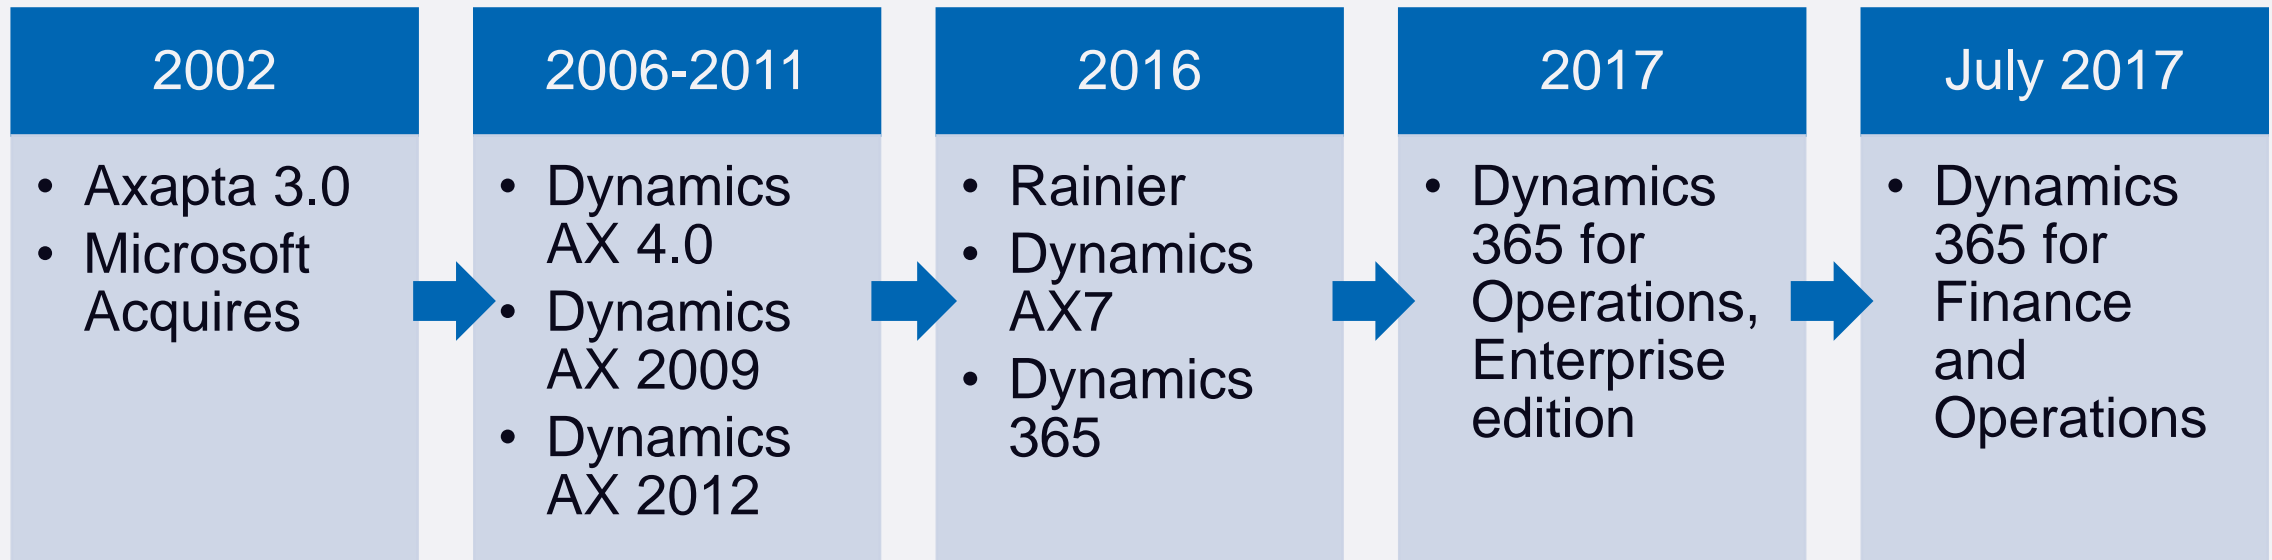 2002
• Axapta 3.0
• Microsoft
Acquires
2006-2011
• Dynamics
AX 4.0
• Dynamics
AX 2009
• Dynamics
AX 2012
2016
• Rainier
• Dynamics
AX7
• Dynamics
365
2017
• Dynamics
365 for
Operations,
Enterprise
edition
July 2017
• Dynamics
365 for
Finance
and
Operations